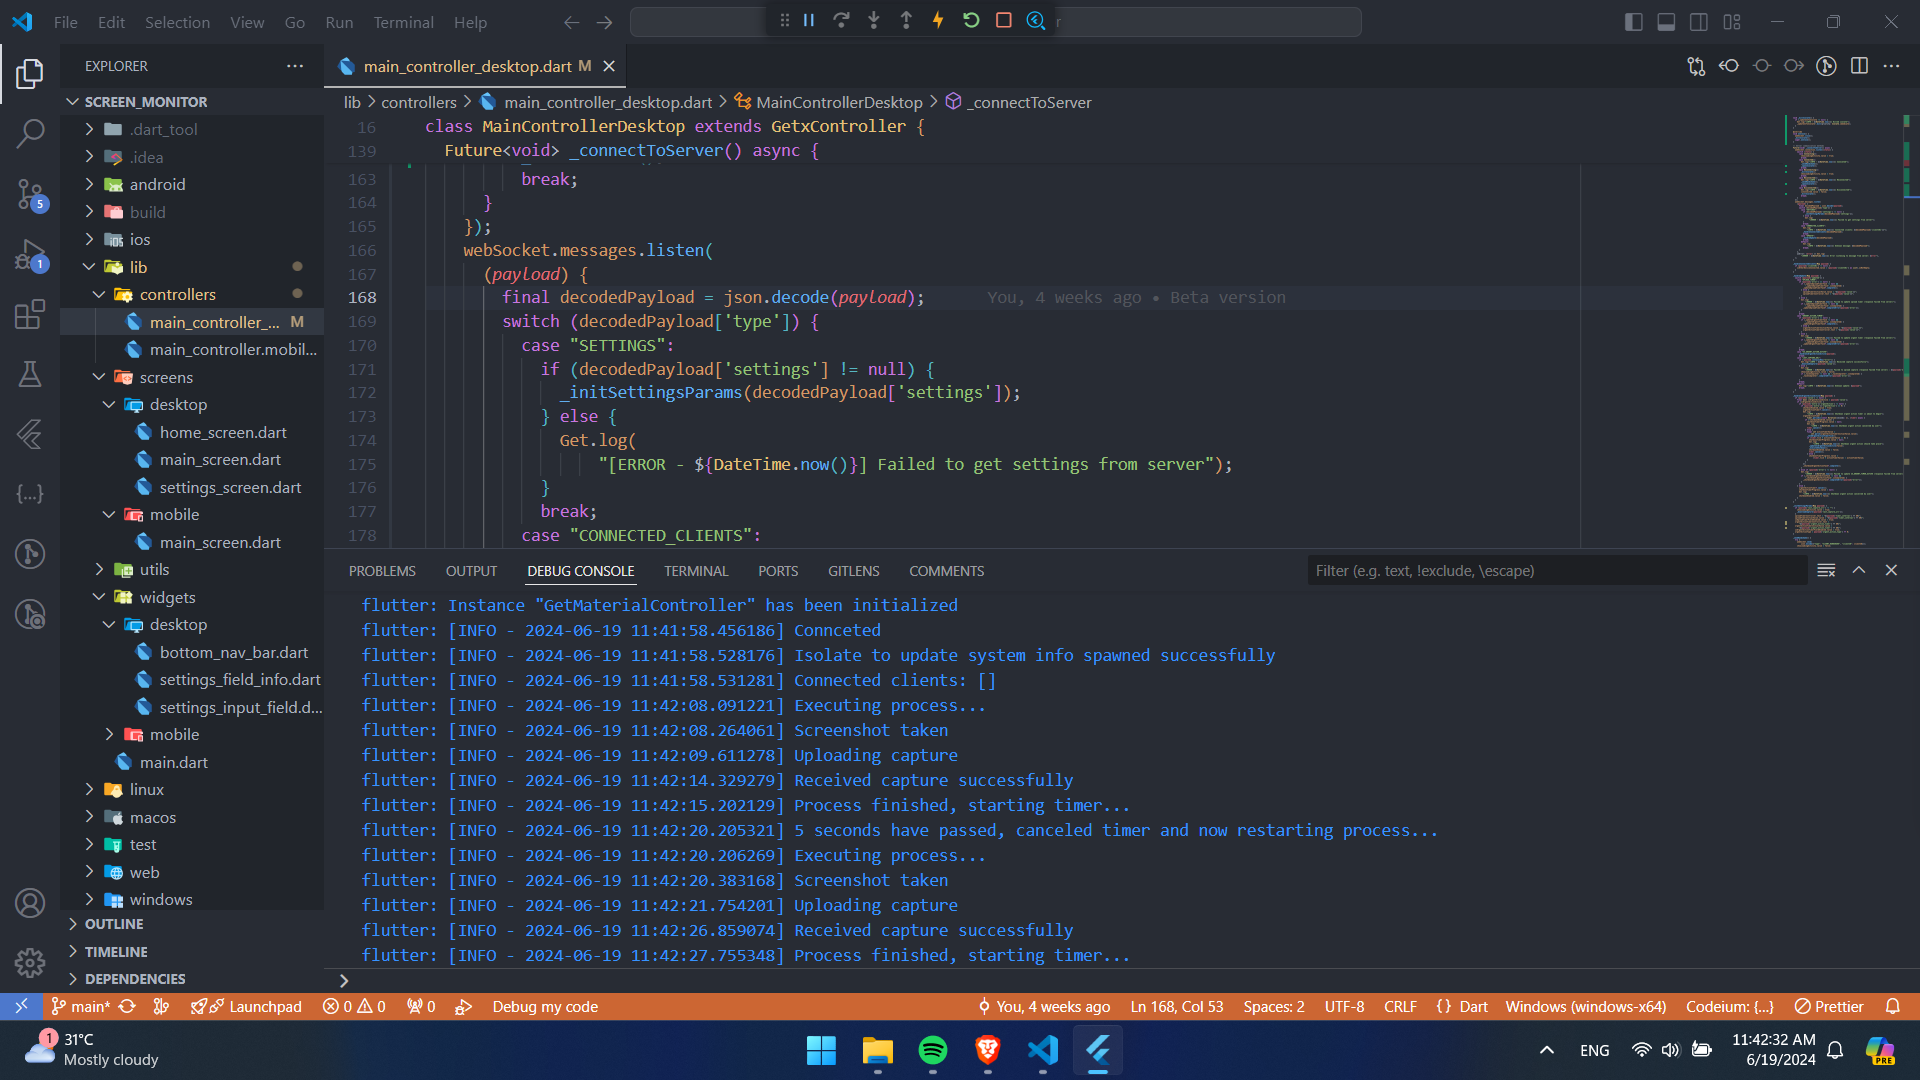 File Edit Selection View Go Run Terminal Help
EXPLORER
main_controller_desktop.dart M
SCREEN_MONITOR
.dart_tool
.idea
android
build
ios
lib
controllers
main_controller_... M
main_controller.mobil...
screens
desktop
home_screen.dart
main_screen.dart
settings_screen.dart
mobile
main_screen.dart
utils
widgets
desktop
bottom_nav_bar.dart
settings_field_info.dart
settings_input_field.d...
mobile
main.dart
linux
macos
test
web
windows
OUTLINE
TIMELINE
DEPENDENCIES
5
1
lib > controllers > main_controller_desktop.dart > MainControllerDesktop > _connectToServer
16 class MainControllerDesktop extends GetxController {
139 Future<void> _connectToServer() async {
163 break;
164 }
165 });
166 webSocket.messages.listen(
167 (payload) {
168 final decodedPayload = json.decode(payload); You, 4 weeks ago • Beta version
169 switch (decodedPayload['type']) {
170 case "SETTINGS":
171 if (decodedPayload['settings'] != null) {
172 _initSettingsParams(decodedPayload['settings']);
173 } else {
174 Get.log(
175 "[ERROR - ${DateTime.now()}] Failed to get settings from server");
176 }
177 break;
178 case "CONNECTED_CLIENTS":
PROBLEMS OUTPUT DEBUG CONSOLE TERMINAL PORTS GITLENS COMMENTS Filter (e.g. text, !exclude, \escape)
flutter: Instance "GetMaterialController" has been initialized
flutter: [INFO - 2024-06-19 11:41:58.456186] Connceted
flutter: [INFO - 2024-06-19 11:41:58.528176] Isolate to update system info spawned successfully
flutter: [INFO - 2024-06-19 11:41:58.531281] Connected clients: []
flutter: [INFO - 2024-06-19 11:42:08.091221] Executing process...
flutter: [INFO - 2024-06-19 11:42:08.264061] Screenshot taken
flutter: [INFO - 2024-06-19 11:42:09.611278] Uploading capture
flutter: [INFO - 2024-06-19 11:42:14.329279] Received capture successfully
flutter: [INFO - 2024-06-19 11:42:15.202129] Process finished, starting timer...
flutter: [INFO - 2024-06-19 11:42:20.205321] 5 seconds have passed, canceled timer and now restarting process...
flutter: [INFO - 2024-06-19 11:42:20.206269] Executing process...
flutter: [INFO - 2024-06-19 11:42:20.383168] Screenshot taken
flutter: [INFO - 2024-06-19 11:42:21.754201] Uploading capture
flutter: [INFO - 2024-06-19 11:42:26.859074] Received capture successfully
flutter: [INFO - 2024-06-19 11:42:27.755348] Process finished, starting timer...
main* Launchpad 0 0 0 Debug my code You, 4 weeks ago Ln 168, Col 53 Spaces: 2 UTF-8 CRLF {} Dart Windows (windows-x64) Codeium: {...} Prettier
1
31°C
Mostly cloudy
ENG
11:42:32 AM
6/19/2024
PRE